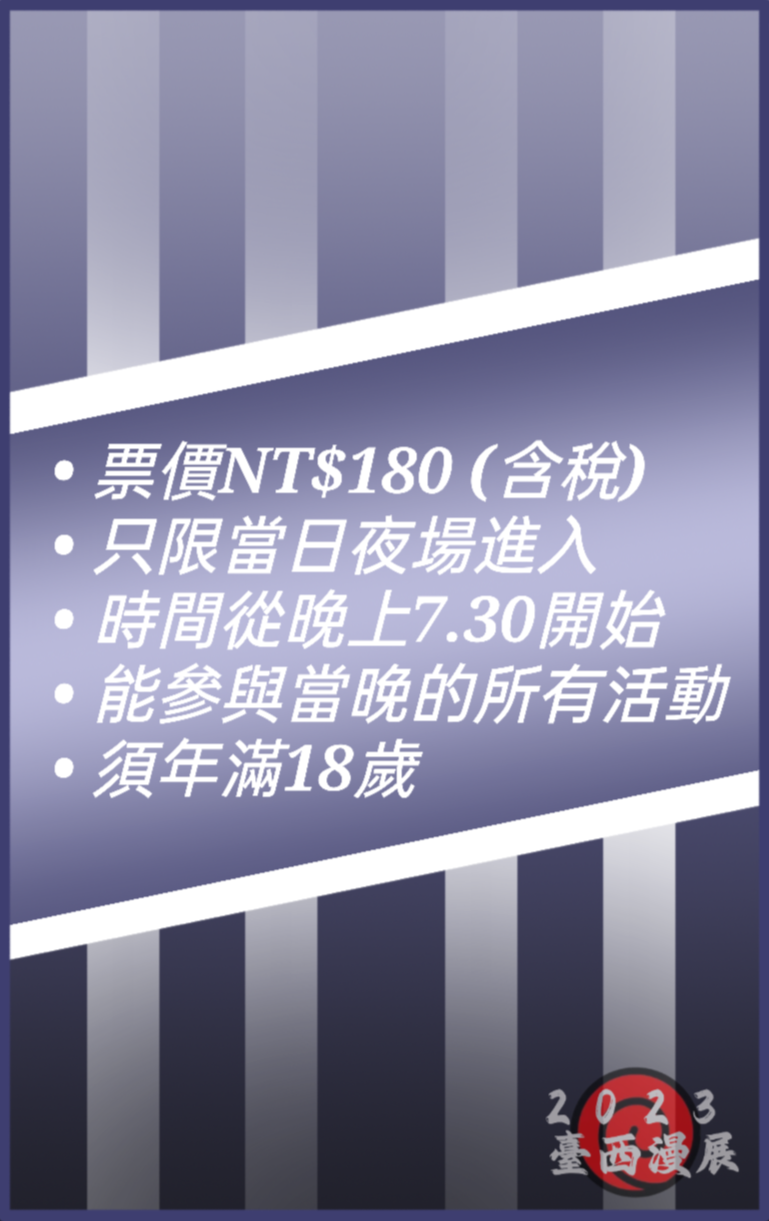 • 票價NT$180 (含稅)
• 只限當日夜場進入
• 時間從晚上7.30開始
• 能參與當晚的所有活動
• 須年滿18歲
2023
臺西漫展